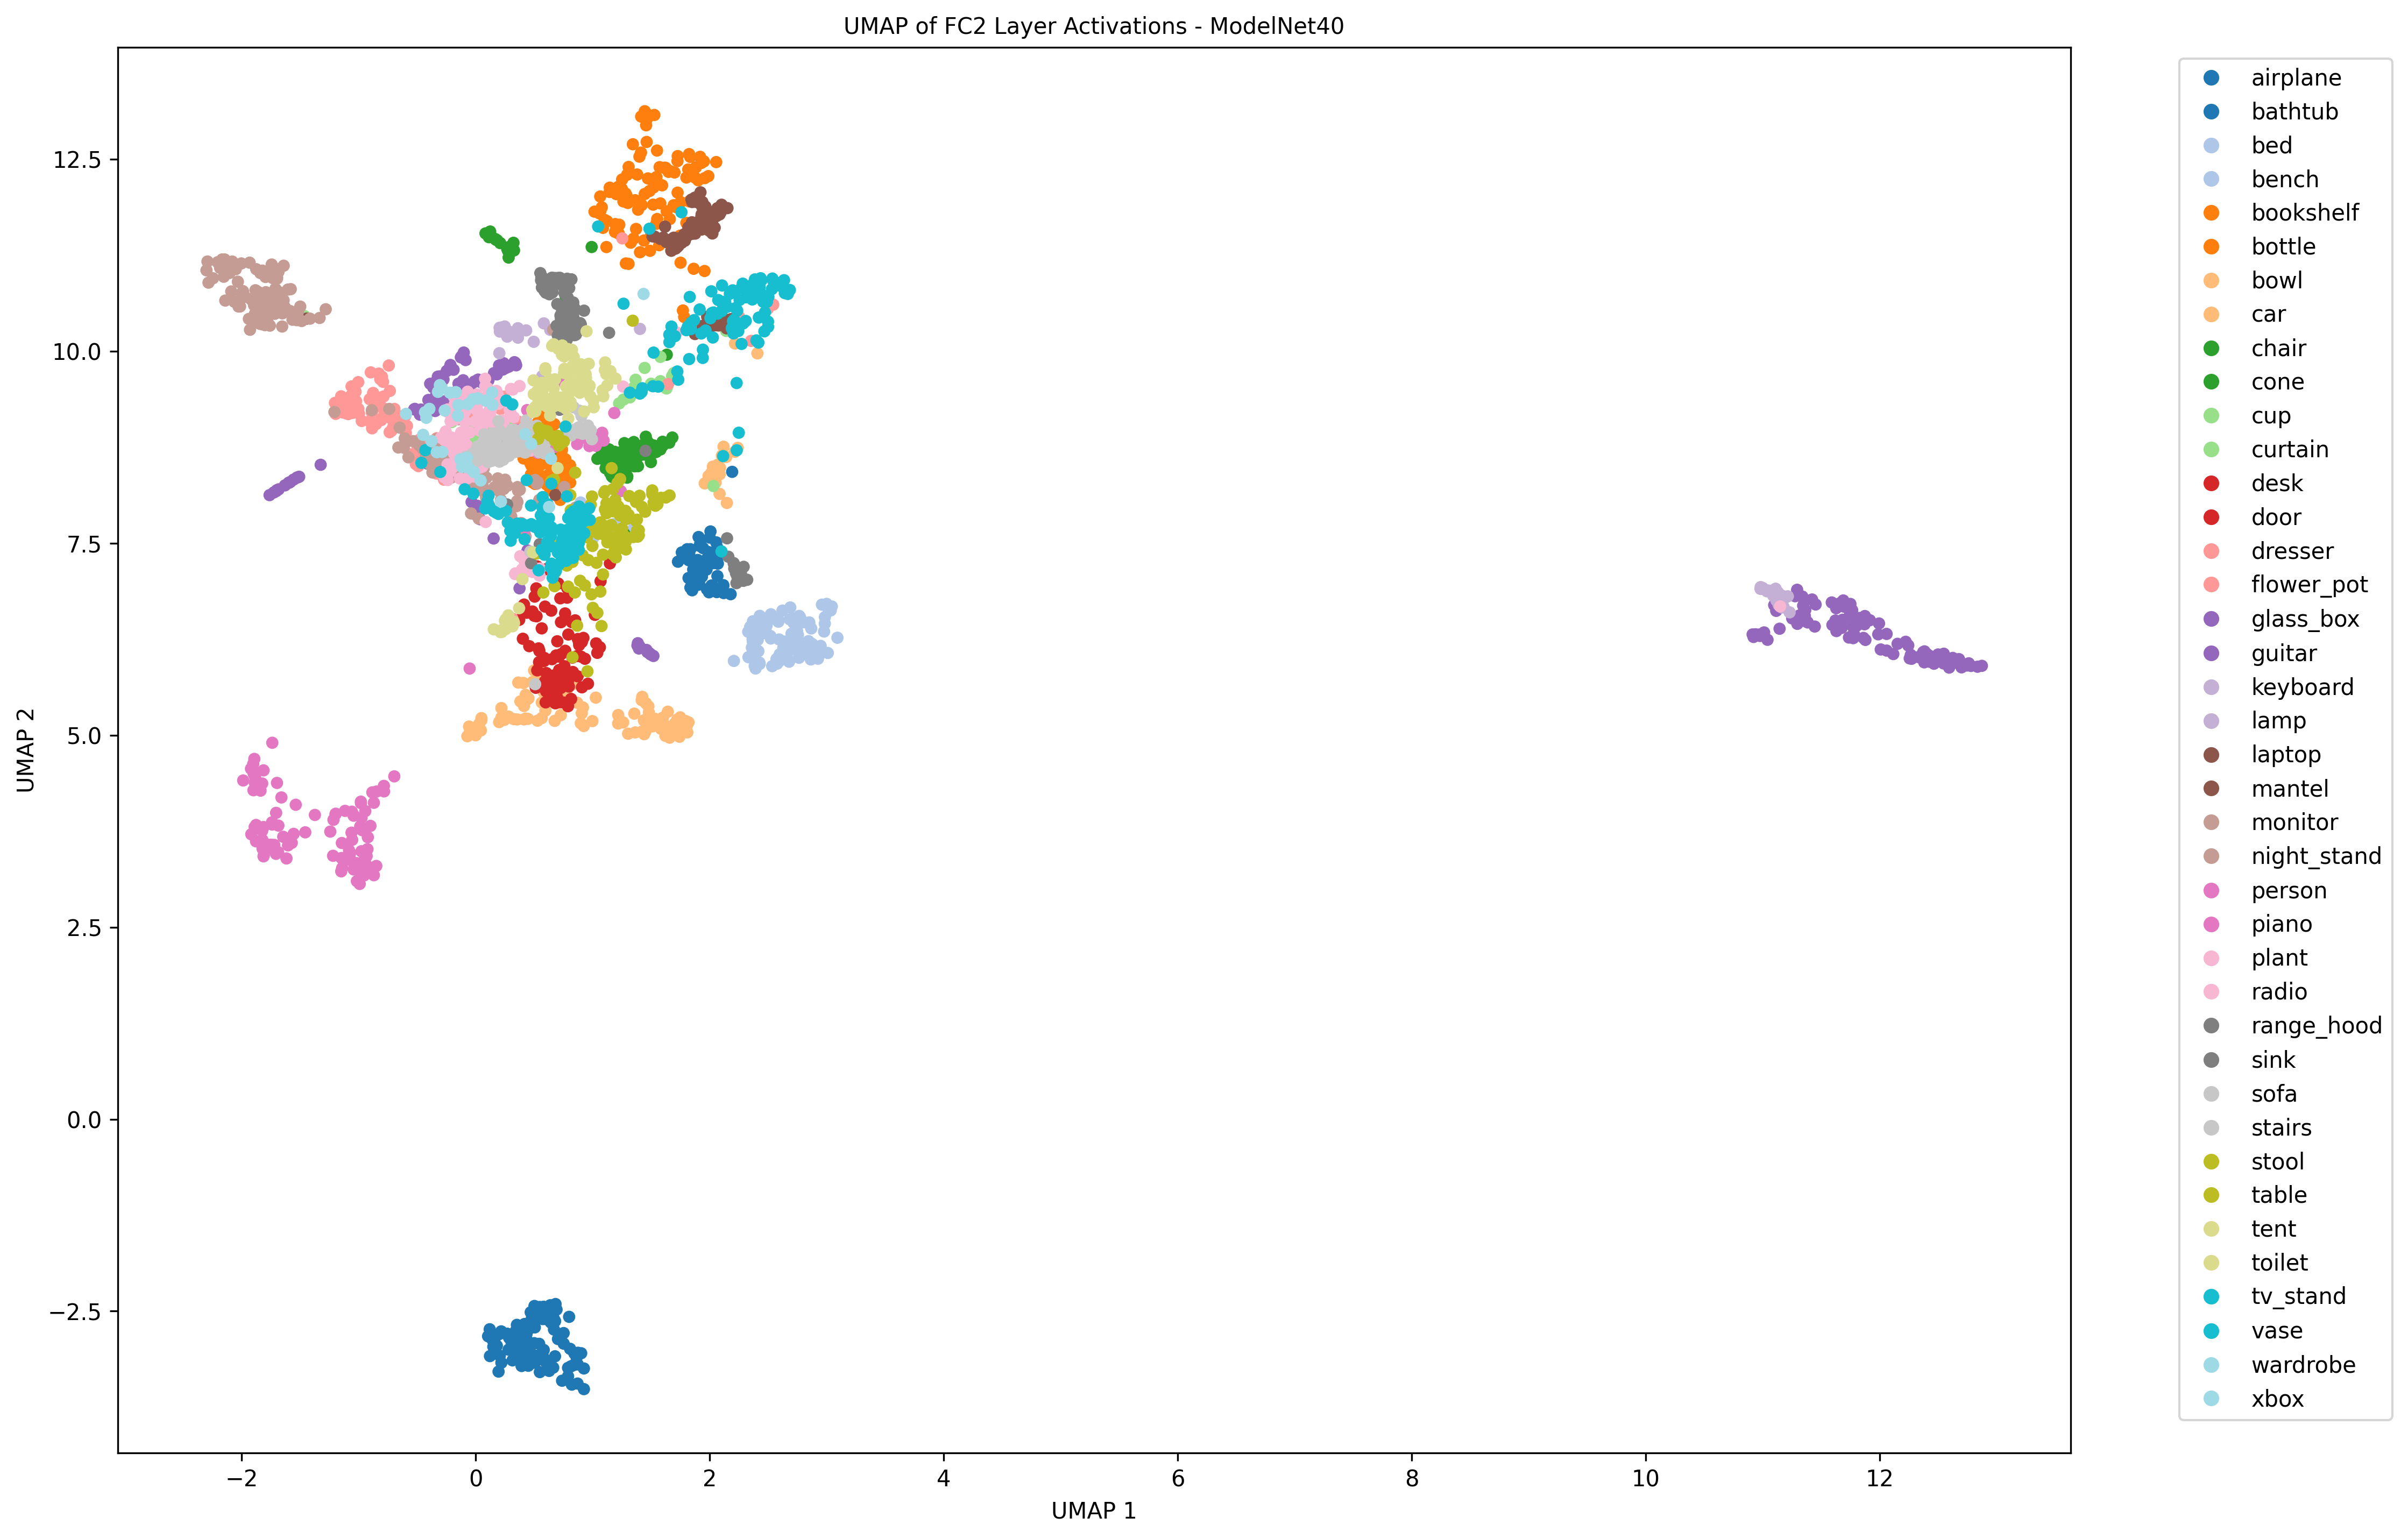 UMAP of FC2 Layer Activations - ModelNet40
12.5
10.0
7.5
5.0
2.5
0.0
−2.5
UMAP 2
−2
0
2
4
6
8
10
12
UMAP 1
airplane
bathtub
bed
bench
bookshelf
bottle
bowl
car
chair
cone
cup
curtain
desk
door
dresser
flower_pot
glass_box
guitar
keyboard
lamp
laptop
mantel
monitor
night_stand
person
piano
plant
radio
range_hood
sink
sofa
stairs
stool
table
tent
toilet
tv_stand
vase
wardrobe
xbox